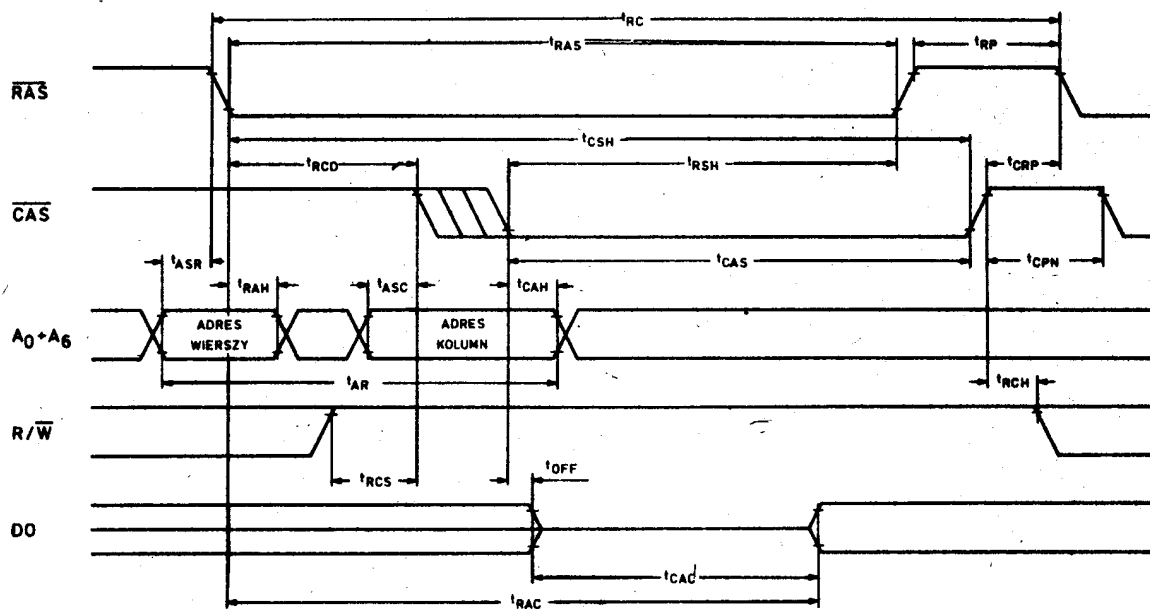 tRC
tRAS
tRP
RAS
tCSH
tRCD
tRSH
tCRP
CAS
tASR
tCAS
tCPN
tRAH
tASC
tCAH
A0÷A6
ADRES
WIERSZY
ADRES
KOLUMN
tAR
tRCH
R/W
tRCS
tOFF
DO
tCAC
tRAC